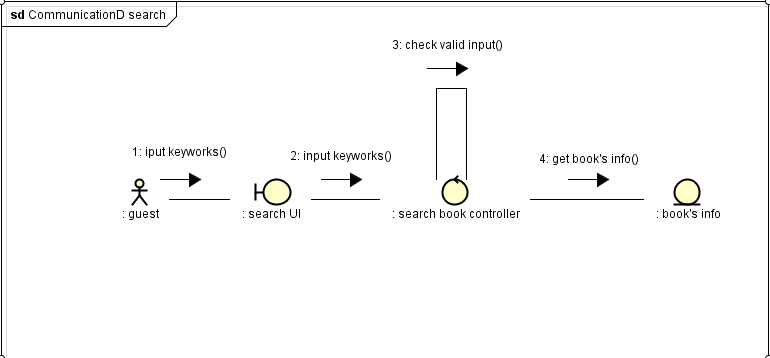 sd CommunicationD search
3: check valid input()
1: iput keyworks()
2: input keyworks()
4: get book's info()
: guest
: search UI
: search book controller
: book's info